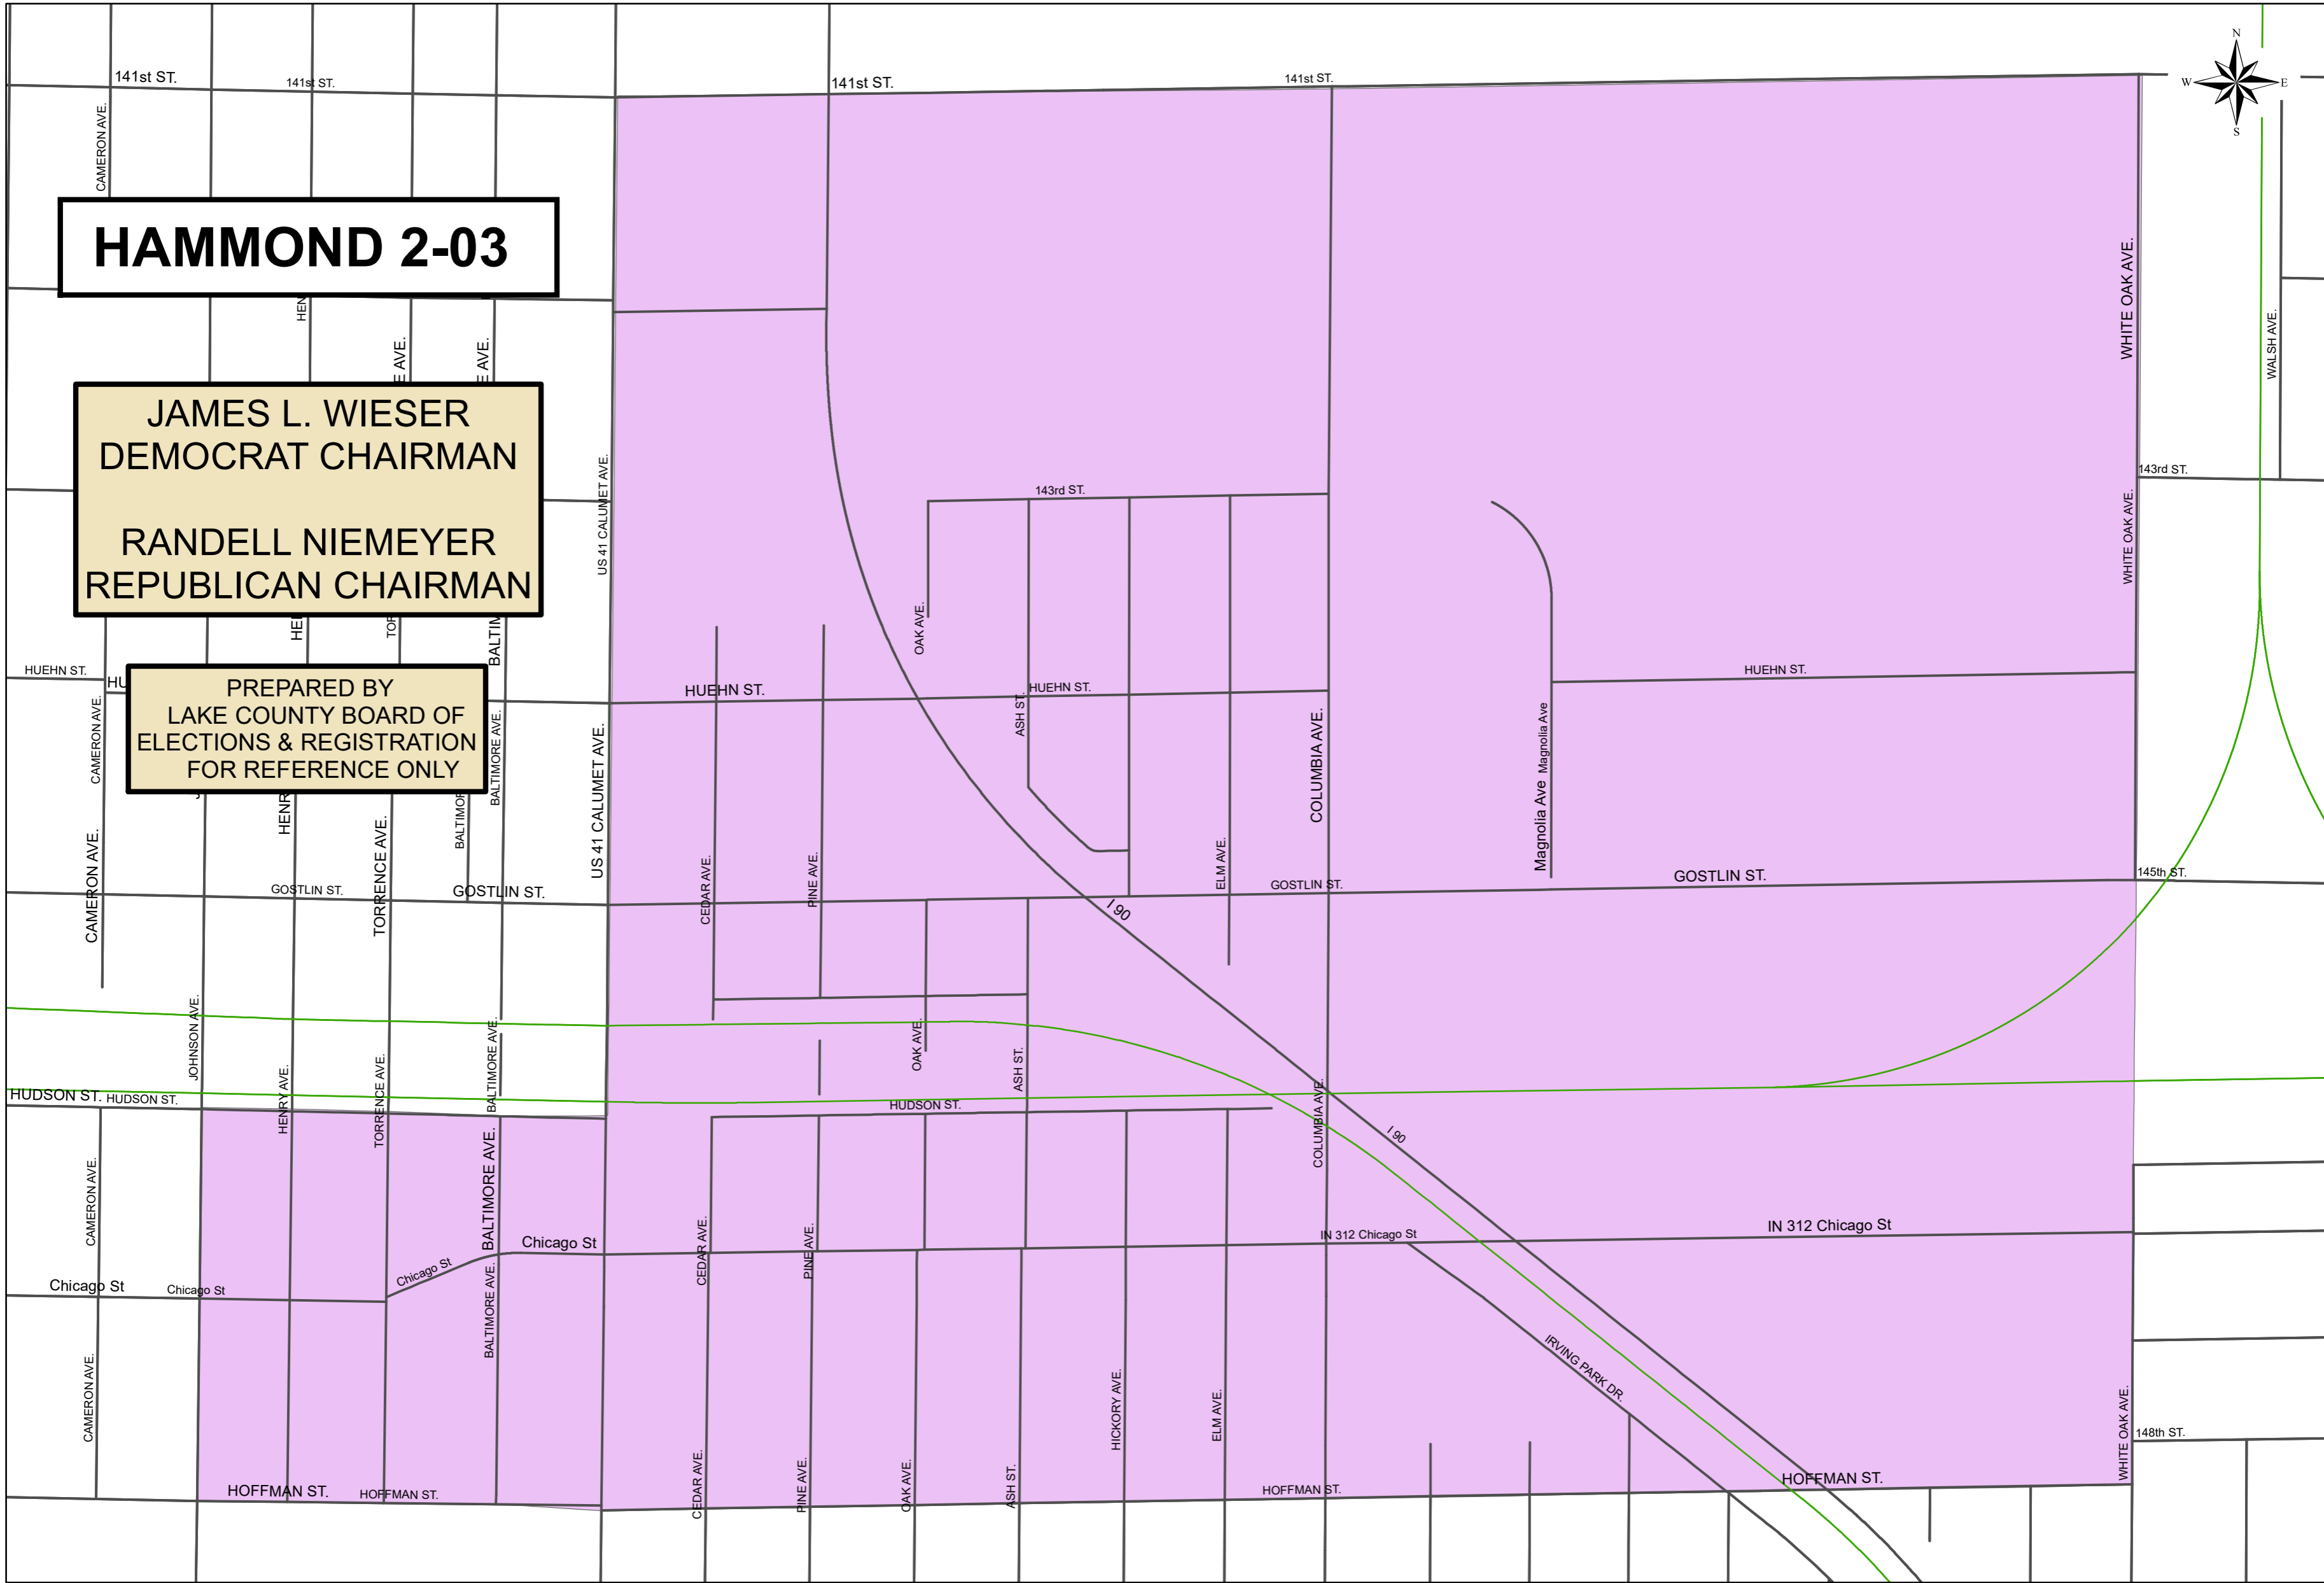 N
W E
S
141st ST.
141st ST.
141st ST.
141st ST.
CAMERON AVE.
HAMMOND 2-03
WHITE OAK AVE.
WALSH AVE.
JAMES L. WIESER
DEMOCRAT CHAIRMAN
RANDELL NIEMEYER
REPUBLICAN CHAIRMAN
US 41 CALUMET AVE.
143rd ST.
143rd ST.
WHITE OAK AVE.
OAK AVE.
HUEHN ST.
HUEHN ST.
HUEHN ST.
HUEHN ST.
PREPARED BY
LAKE COUNTY BOARD OF
ELECTIONS & REGISTRATION
FOR REFERENCE ONLY
CAMERON AVE.
BALTIMORE AVE.
US 41 CALUMET AVE.
ASH ST.
COLUMBIA AVE.
Magnolia Ave
Magnolia Ave
CAMERON AVE.
TORRENCE AVE.
CEDAR AVE.
PINE AVE.
ELM AVE.
GOSTLIN ST.
GOSTLIN ST.
GOSTLIN ST.
GOSTLIN ST.
145th ST.
I 90
JOHNSON AVE.
HENRY AVE.
TORRENCE AVE.
BALTIMORE AVE.
OAK AVE.
ASH ST.
COLUMBIA AVE.
HUDSON ST.
HUDSON ST.
HUDSON ST.
I 90
CAMERON AVE.
BALTIMORE AVE.
CEDAR AVE.
PINE AVE.
Chicago St
IN 312 Chicago St
IN 312 Chicago St
Chicago St
Chicago St
Chicago St
BALTIMORE AVE.
IRVING PARK DR.
CAMERON AVE.
HICKORY AVE.
ELM AVE.
WHITE OAK AVE.
148th ST.
CEDAR AVE.
PINE AVE.
OAK AVE.
ASH ST.
HOFFMAN ST.
HOFFMAN ST.
HOFFMAN ST.
HOFFMAN ST.